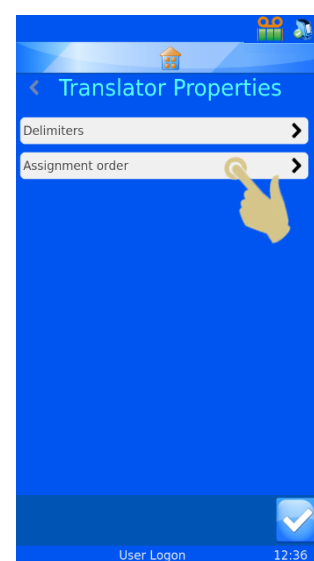 Translator Properties
Delimiters
Assignment order
User Logon 12:36